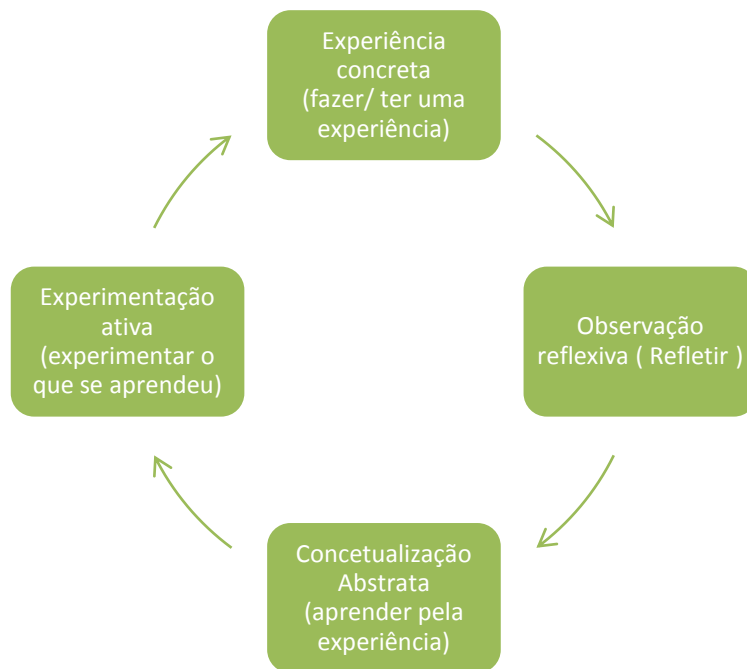 Experiência
concreta
(fazer/ ter uma
experiência)
Observação
reflexiva ( Refletir )
Concetualização
Abstrata
(aprender pela
experiência)
Experimentação
ativa
(experimentar o
que se aprendeu)